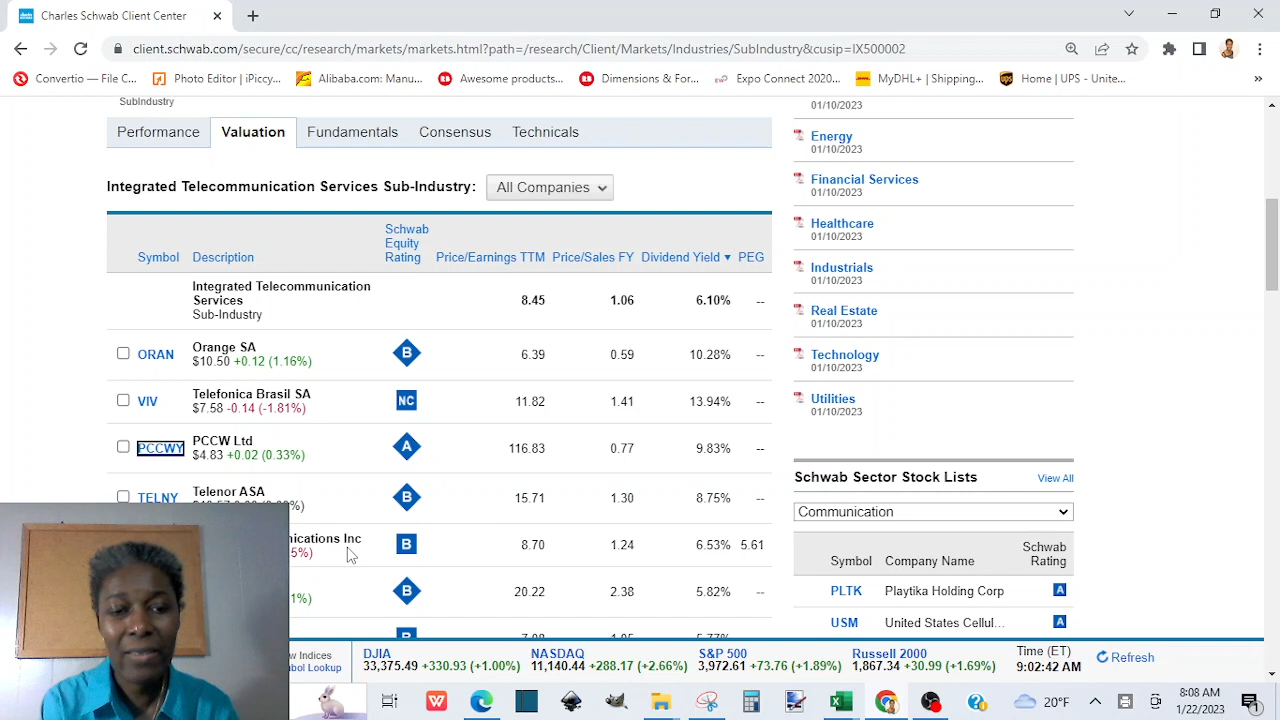 Charles S
client.schwab.com/secure/cc/research/markets/markets.html?path=/research/Client/Markets/Industries/SubIndustry&cusip=IX500002
Convertio — File C... Photo Editor | iPiccy... Alibaba.com: Manu... Awesome products... Dimensions & For... Expo Connect 2020... MyDHL+ | Shipping... Home | UPS - Unite... »
SubIndustry
Performance Valuation Fundamentals Consensus Technicals
Integrated Telecommunication Services Sub-Industry: All Companies
Symbol Description Schwab Equity Rating Price/Earnings TTM Price/Sales FY Dividend Yield ▼ PEG
Integrated Telecommunication
Services
Sub-Industry
8.45 1.06 6.10% --
ORAN Orange SA B 6.39 0.59 10.28% --
$10.50 +0.12 (1.16%)
VIV Telefonica Brasil SA NC 11.82 1.41 13.94% --
$7.58 -0.14 (-1.81%)
PCCWY PCCW Ltd A 116.83 0.77 9.83% --
$4.83 +0.02 (0.33%)
TELNY Telenor ASA B 15.71 1.30 8.75% --
ications Inc B 8.70 1.24 6.53% 5.61
5%)
B 20.22 2.38 5.82% --
1%)
01/10/2023
Energy
01/10/2023
Financial Services
01/10/2023
Healthcare
01/10/2023
Industrials
01/10/2023
Real Estate
01/10/2023
Technology
01/10/2023
Utilities
01/10/2023
Schwab Sector Stock Lists View All
Communication
Symbol Company Name Schwab Rating
PLTK Playtika Holding Corp A
USM United States Cellul... A
w Indices
bol Lookup
DJIA
33,375.49 +330.93 (+1.00%)
NASDAQ
11,140.44 +288.17 (+2.66%)
S&P 500
3,972.61 +73.76 (+1.89%)
Russell 2000
1,867.34 +30.99 (+1.69%)
Time (ET)
9:02:42 AM
Refresh
20°F
8:08 AM
1/22/2023
1